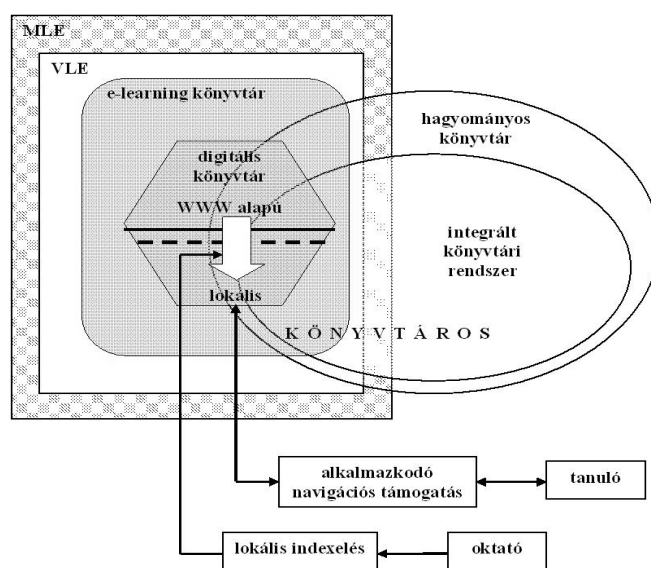 MLE
VLE
e-learning könyvtár
hagyományos
könyvtár
digitális
könyvtár
WWW alapú
integrált
könyvtári
rendszer
lokális
K Ö N Y V T Á R O S
alkalmazkodó
navigációs támogatás
tanuló
lokális indexelés
oktató